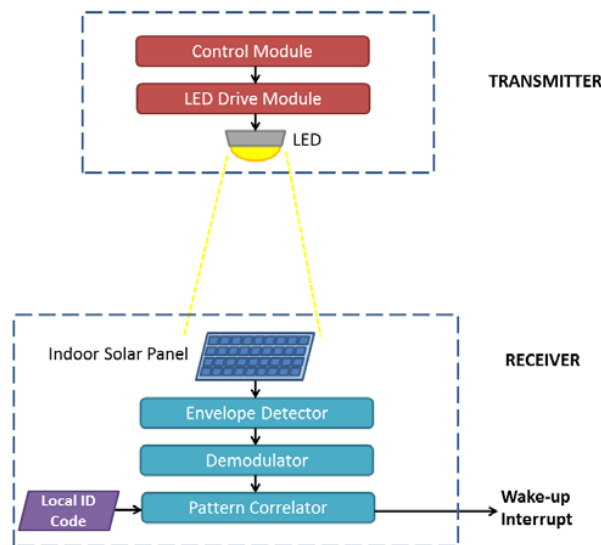 Control Module
TRANSMITTER
LED Drive Module
LED
Indoor Solar Panel
RECEIVER
Envelope Detector
Demodulator
Local ID
Code
Pattern Correlator
Wake-up
Interrupt